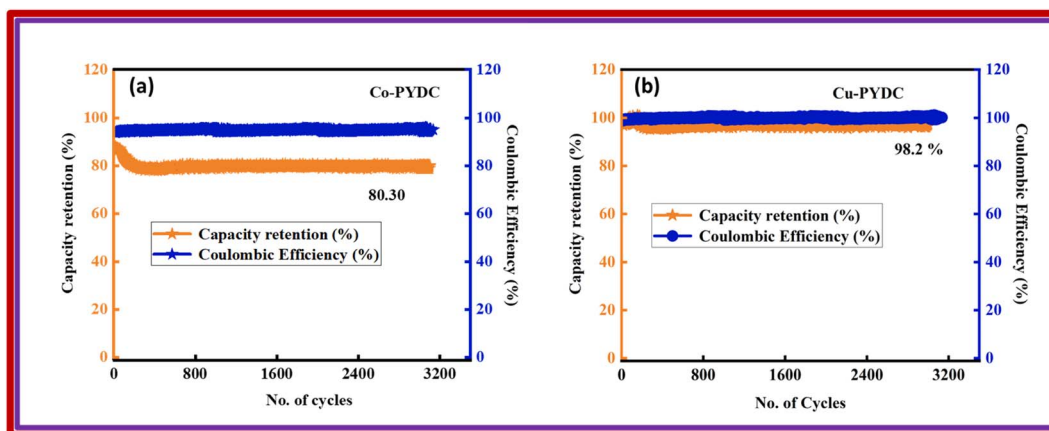 (a)
Co-PYDC
120
100
80
60
40
20
0
Capacity retention (%)
80.30
Capacity retention (%)
Coulombic Efficiency (%)
120
100
80
60
40
20
0
Coulombic Efficiency (%)
0 800 1600 2400 3200
No. of cycles
(b)
Cu-PYDC
120
100
80
60
40
20
0
Capacity retention (%)
98.2 %
Capacity retention (%)
Coulombic Efficiency (%)
120
100
80
60
40
20
0
Coulombic Efficiency (%)
0 800 1600 2400 3200
No. of Cycles